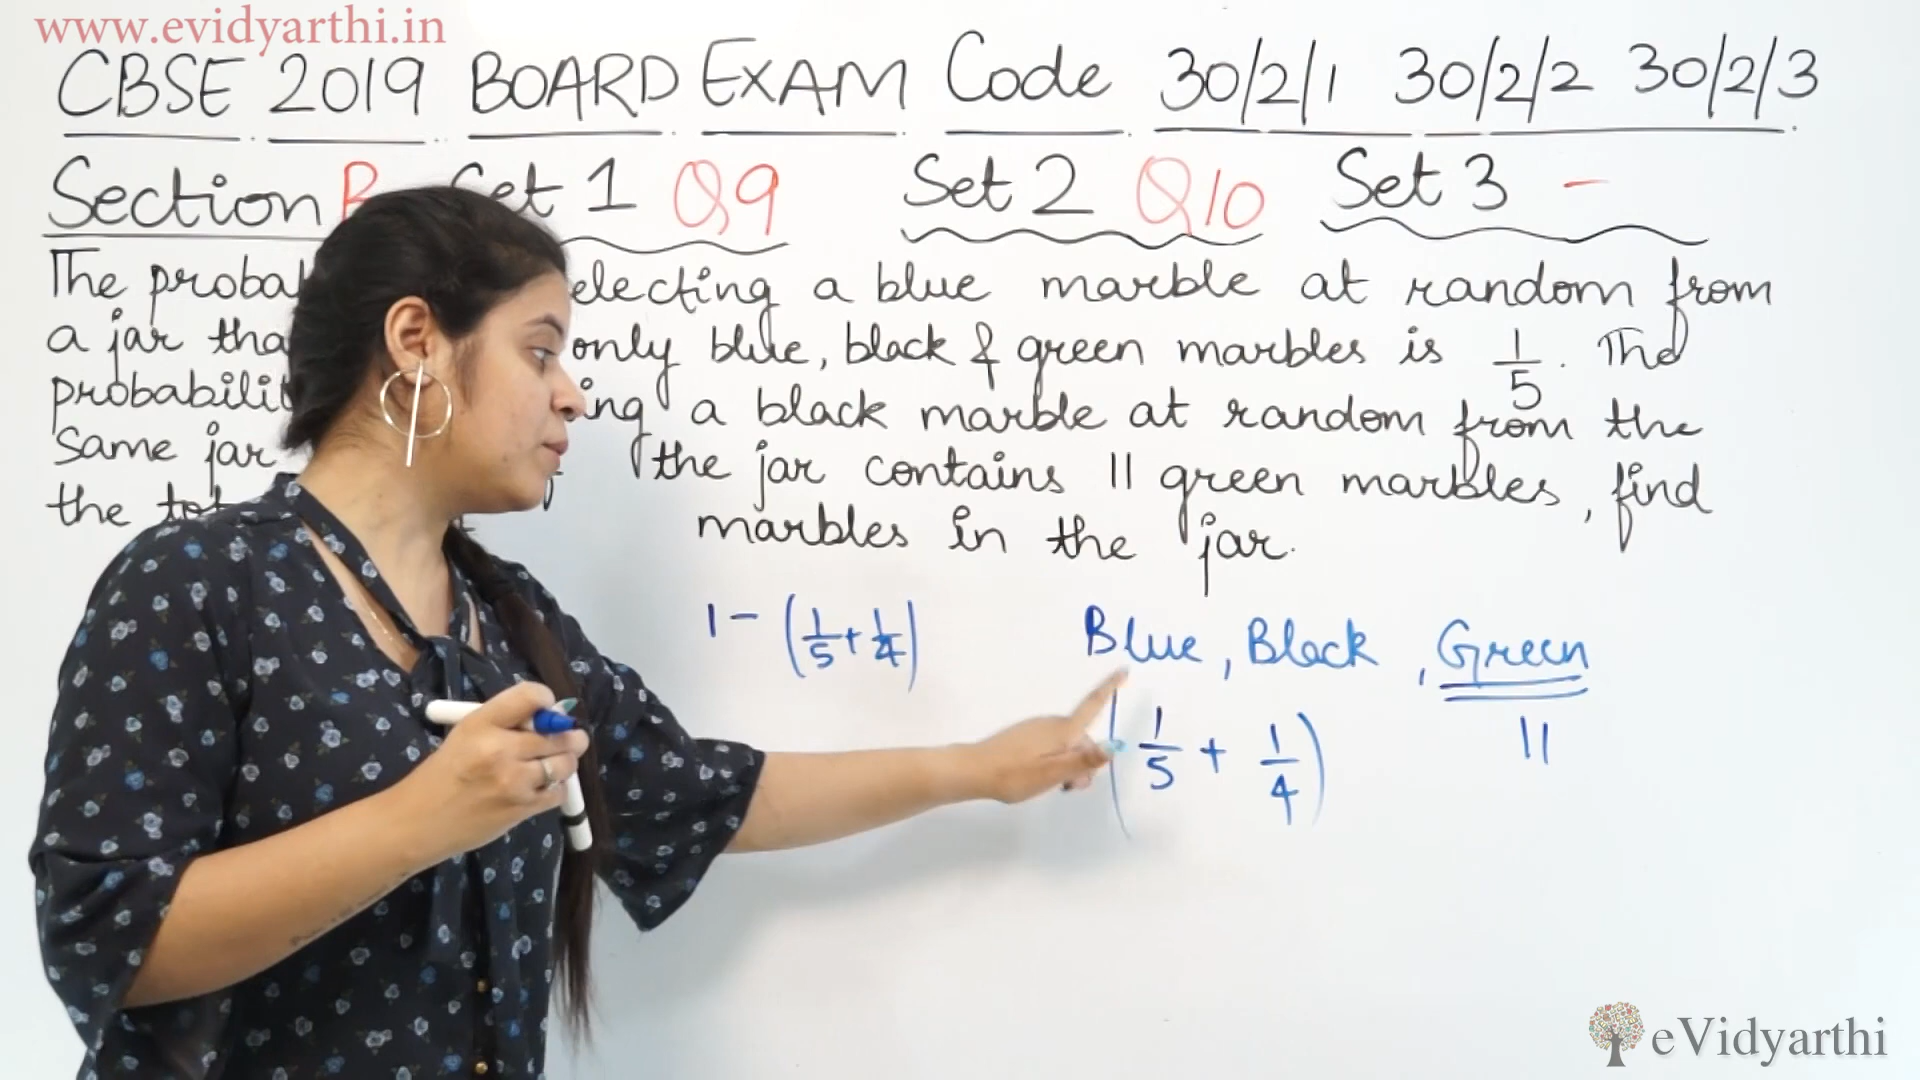 www.evidyarthi.in
CBSE 2019 BOARD EXAM Code 30/2/1 30/2/2 30/2/3
Section Set 1 Q9 Set 2 Q10 Set 3 -
The electing a blue marble at random from
a jar only blue, black & green marbles is 1/5. The
a black marble at random from the
same jar the jar contains 11 green marbles, find
the marbles in the jar.
1 - (1/5 + 1/4) Blue, Black, Green
(1/5 + 1/4) 11
eVidyarthi